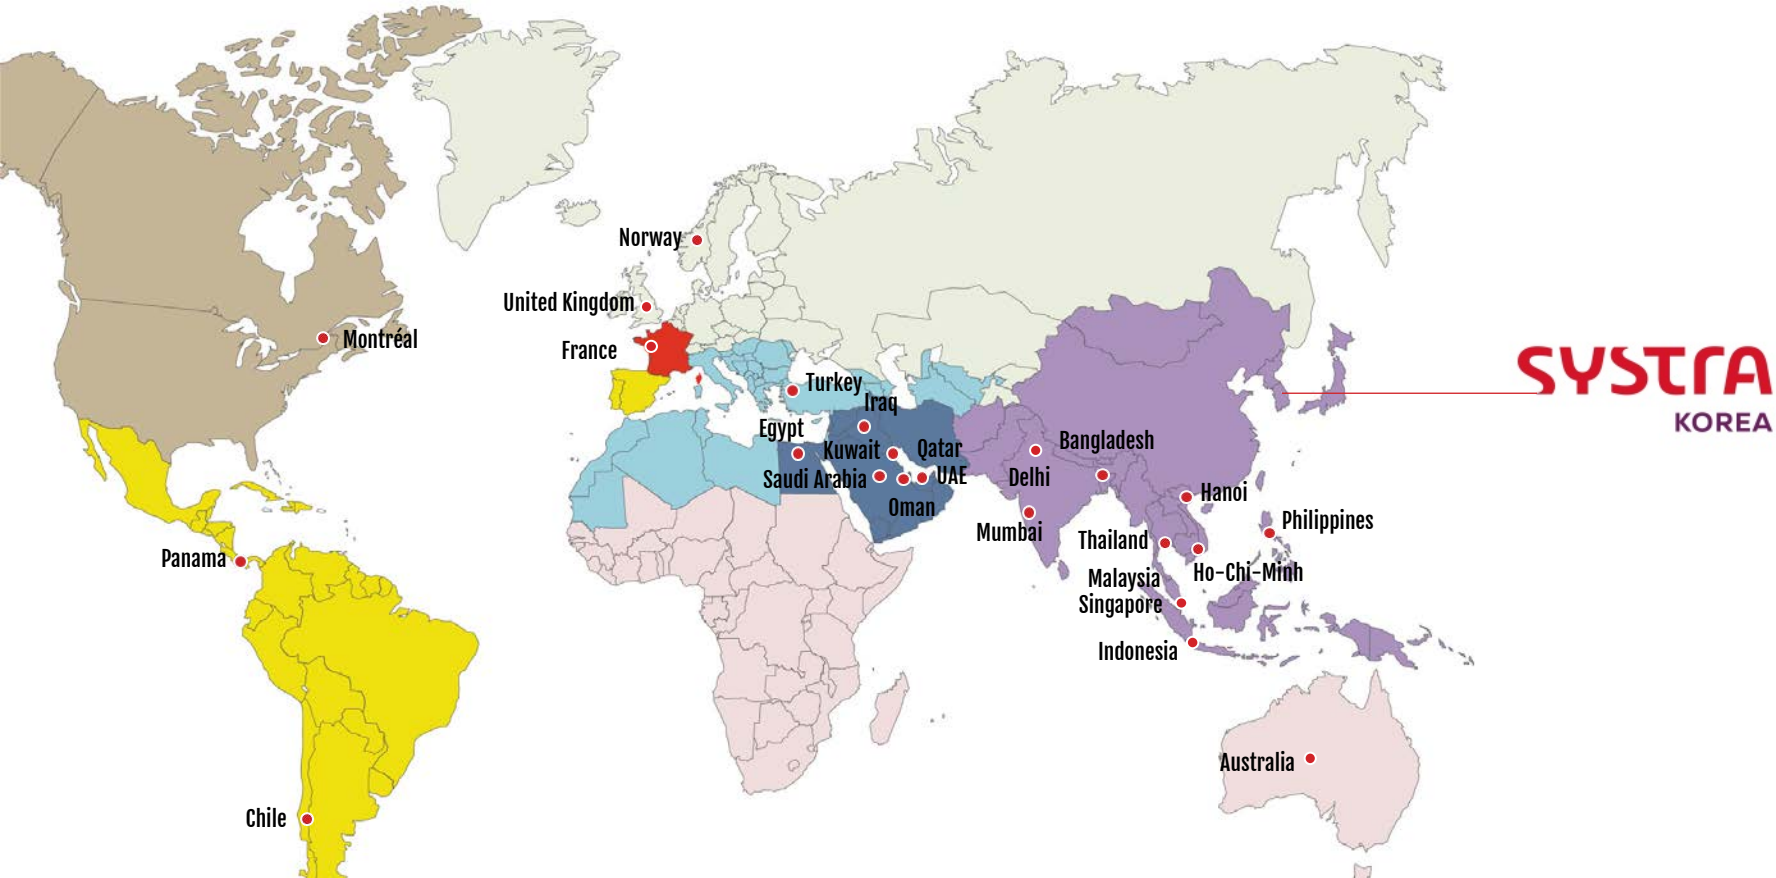 Norway
United Kingdom
France
Montréal
SYSTRA
KOREA
Turkey
Iraq
Egypt
Kuwait
Qatar
Saudi Arabia
UAE
Oman
Bangladesh
Delhi
Mumbai
Hanoi
Philippines
Thailand
Ho-Chi-Minh
Malaysia
Singapore
Indonesia
Panama
Australia
Chile